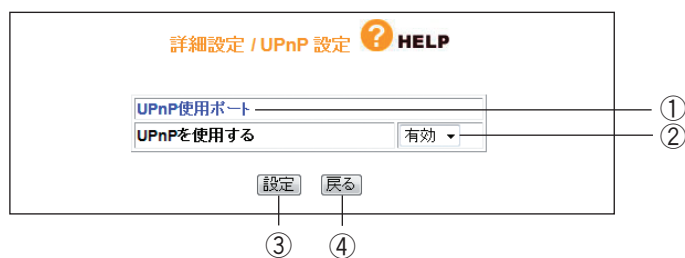 詳細設定 / UPnP 設定 ? HELP
UPnP使用ポート ①
UPnPを使用する 有効 ②
設定 戻る
③ ④